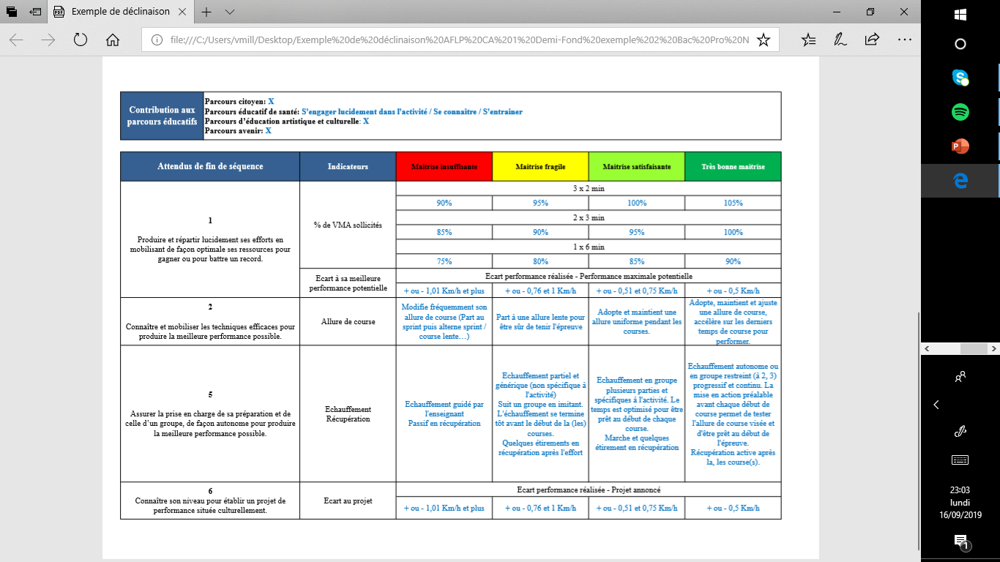 Exemple de déclinaison
file:///C:/Users/vmill/Desktop/Exemple%20de%20déclinaison%20AFLP%20CA%201%20Demi-Fond%20exemple%202%20Bac%20Pro%20N
Contribution aux
parcours éducatifs
Parcours citoyen: X
Parcours éducatif de santé: S'engager lucidement dans l'activité / Se connaître / S'entrainer
Parcours d'éducation artistique et culturelle: X
Parcours avenir: X
Attendus de fin de séquence
Indicateurs
Maitrise insuffisante
Maitrise fragile
Maitrise satisfaisante
Très bonne maitrise
1
Produire et répartir lucidement ses efforts en
mobilisant de façon optimale ses ressources pour
gagner ou pour battre un record.
% de VMA sollicités
3 x 2 min
90%
95%
100%
105%
2 x 3 min
85%
90%
95%
100%
1 x 6 min
75%
80%
85%
90%
Ecart à sa meilleure
performance potentielle
Ecart performance réalisée - Performance maximale potentielle
+ ou - 1,01 Km/h et plus
+ ou - 0,76 et 1 Km/h
+ ou - 0,51 et 0,75 Km/h
+ ou - 0,5 Km/h
2
Connaître et mobiliser les techniques efficaces pour
produire la meilleure performance possible.
Allure de course
Modifie fréquemment son
allure de course (Part au
sprint puis alterne sprint /
course lente…)
Part à une allure lente pour
être sûr de tenir l'épreuve
Adopte et maintient une
allure uniforme pendant les
courses.
Adopte, maintient et ajuste
une allure de course,
accélère sur les derniers
temps de course pour
performer.
5
Assurer la prise en charge de sa préparation et de
celle d'un groupe, de façon autonome pour produire
la meilleure performance possible.
Echauffement
Récupération
Echauffement guidé par
l'enseignant
Passif en récupération
Echauffement partiel et
générique (non spécifique à
l'activité)
Suit un groupe en imitant.
L'échauffement se termine
tôt avant le début de la (les)
courses.
Quelques étirements en
récupération après l'effort
Echauffement en groupe
plusieurs parties et
spécifiques à l'activité. Le
temps est optimisé pour être
prêt au début de chaque
course.
Marche et quelques
étirement en récupération
Echauffement autonome ou
en groupe restreint (à 2, 3)
progressif et continu. La
mise en action préalable
avant chaque début de
course permet de tester
l'allure de course visée et
d'être prêt au début de
l'épreuve.
Récupération active après
la, les course(s).
6
Connaître son niveau pour établir un projet de
performance située culturellement.
Ecart au projet
Ecart performance réalisée - Projet annoncé
+ ou - 1,01 Km/h et plus
+ ou - 0,76 et 1 Km/h
+ ou - 0,51 et 0,75 Km/h
+ ou - 0,5 Km/h
23:03
lundi
16/09/2019
1